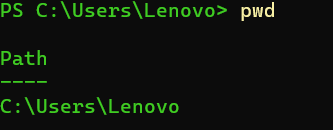 PS C:\Users\Lenovo> pwd
Path
----
C:\Users\Lenovo